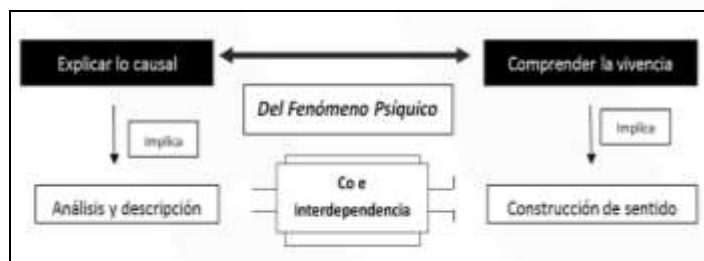 Explicar lo causal
Comprender la vivencia
Del Fenómeno Psíquico
Implica
Implica
Co e
interdependencia
Análisis y descripción
Construcción de sentido